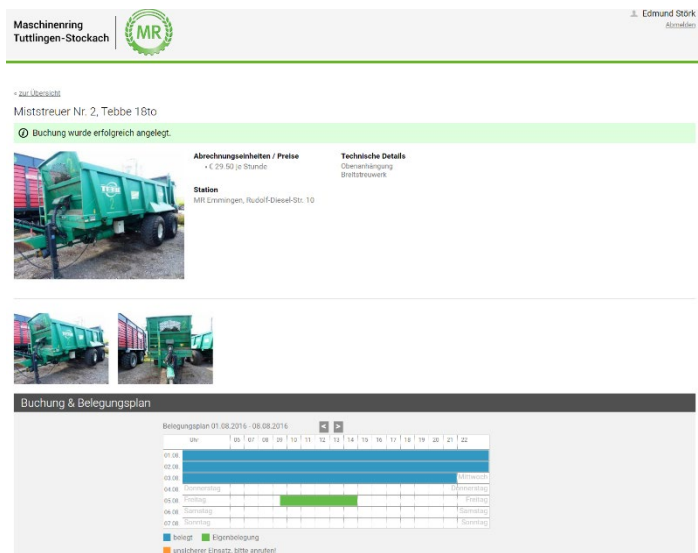 Maschinenring
Tuttlingen-Stockach
MR
Edmund Störk
Abmelden
« zur Übersicht
Miststreuer Nr. 2, Tebbe 18to
Buchung wurde erfolgreich angelegt.
Abrechnungseinheiten / Preise
• € 29.50 je Stunde
Technische Details
Obenanhängung
Breitstreuwerk
Station
MR Emmingen, Rudolf-Diesel-Str. 10
Buchung & Belegungsplan
Belegungsplan 01.08.2016 - 08.08.2016
< >
Uhr 05 07 08 09 10 11 12 13 14 15 16 17 18 19 20 21 22
01.08.
02.08.
03.08. Mittwoch
04.08. Donnerstag Donnerstag
05.08. Freitag Freitag
06.08. Samstag Samstag
07.08. Sonntag Sonntag
belegt Eigenbelegung
unsicherer Einsatz, bitte anrufen!